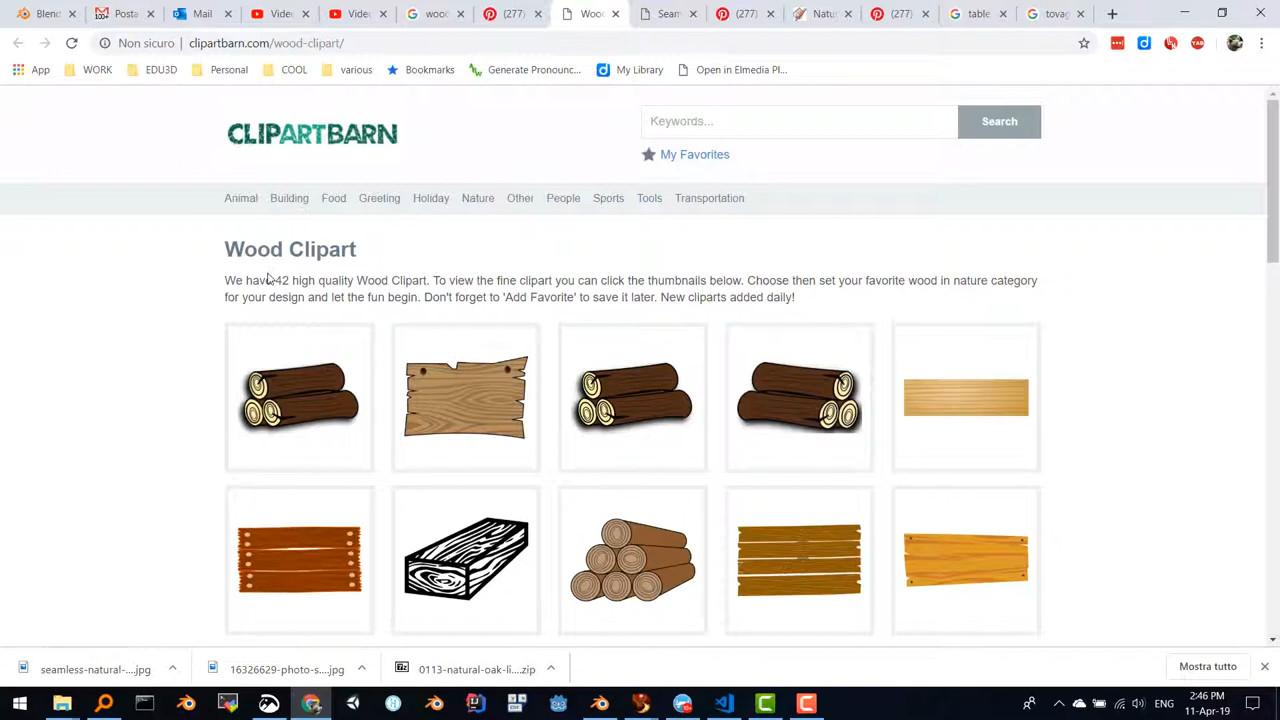 Blend
Posta
Mail
Video
Video
wood
(277)
Wood
Seam
(277)
Natu
(277)
table
tovag
Non sicuro | clipartbarn.com/wood-clipart/
App WORK EDU3D Personal COOL various Bookmarks Generate Pronounc... My Library Open in Elmedia Pl...
CLIPARTBARN
Keywords... Search
My Favorites
Animal Building Food Greeting Holiday Nature Other People Sports Tools Transportation
Wood Clipart
We have 42 high quality Wood Clipart. To view the fine clipart you can click the thumbnails below. Choose then set your favorite wood in nature category
for your design and let the fun begin. Don't forget to 'Add Favorite' to save it later. New cliparts added daily!
seamless-natural-....jpg 16326629-photo-s....jpg 0113-natural-oak-li....zip Mostra tutto
ENG 2:46 PM
11-Apr-19